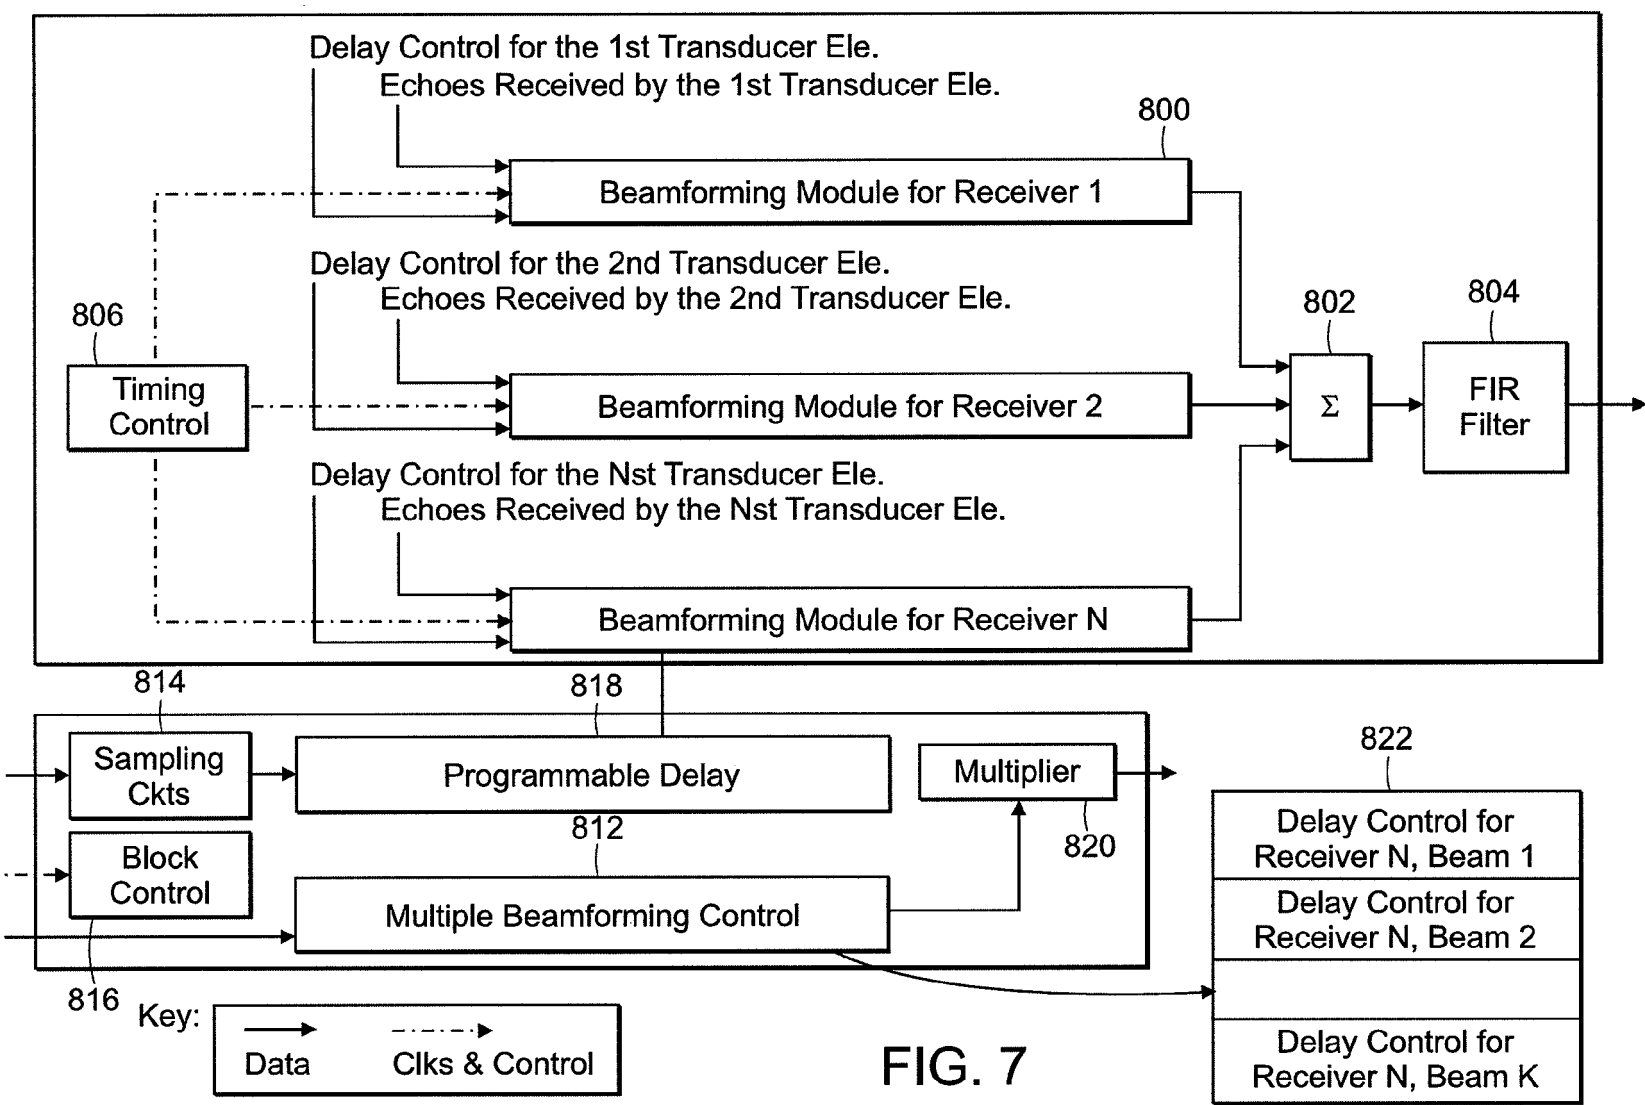 Delay Control for the 1st Transducer Ele.
Echoes Received by the 1st Transducer Ele.
800
Beamforming Module for Receiver 1
Delay Control for the 2nd Transducer Ele.
Echoes Received by the 2nd Transducer Ele.
806
802
804
Timing
Control
Beamforming Module for Receiver 2
Σ
FIR
Filter
Delay Control for the Nst Transducer Ele.
Echoes Received by the Nst Transducer Ele.
Beamforming Module for Receiver N
814
818
Sampling
Ckts
Programmable Delay
Multiplier
822
812
820
Block
Control
Multiple Beamforming Control
Delay Control for
Receiver N, Beam 1
Delay Control for
Receiver N, Beam 2
Delay Control for
Receiver N, Beam K
816
Key:
Data
Clks & Control
FIG. 7